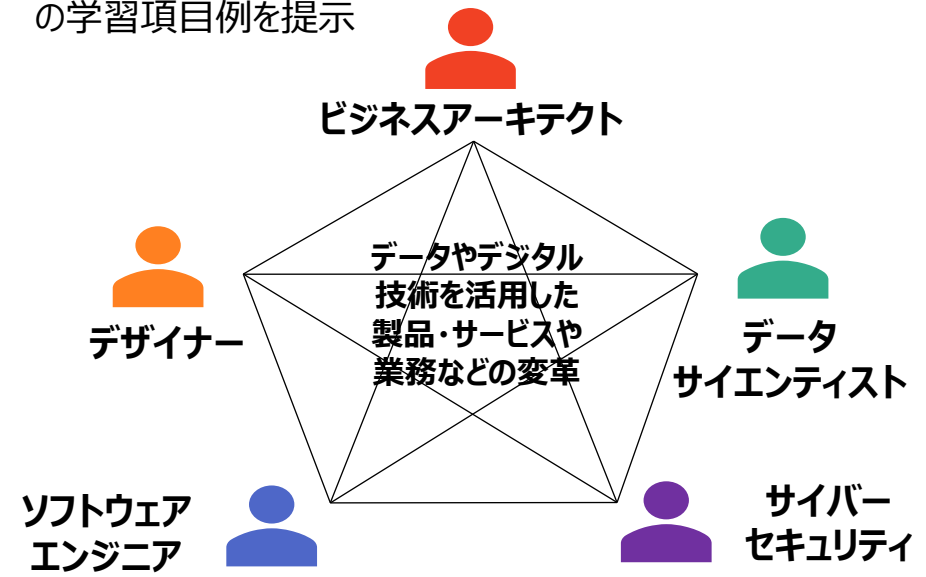 の学習項目例を提示
ビジネスアーキテクト
データやデジタル
技術を活用した
製品・サービスや
業務などの変革
デザイナー
データ
サイエンティスト
ソフトウェア
エンジニア
サイバー
セキュリティ